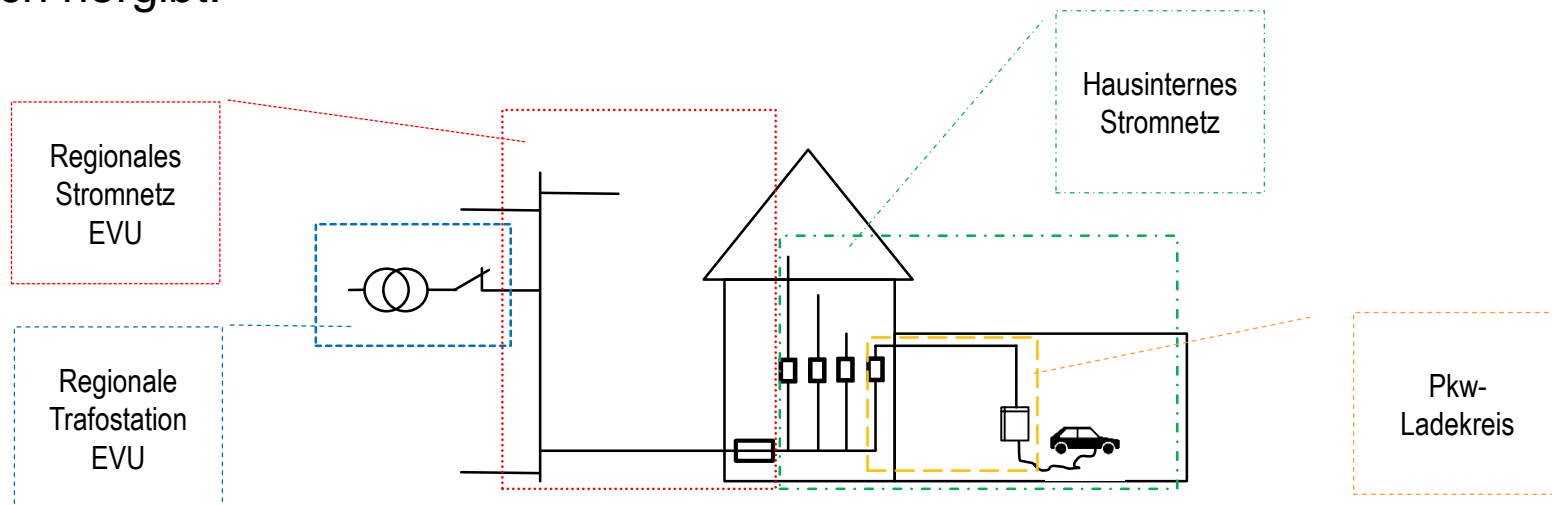 Regionales
Stromnetz
EVU
Hausinternes
Stromnetz
Regionale
Trafostation
EVU
Pkw-
Ladekreis